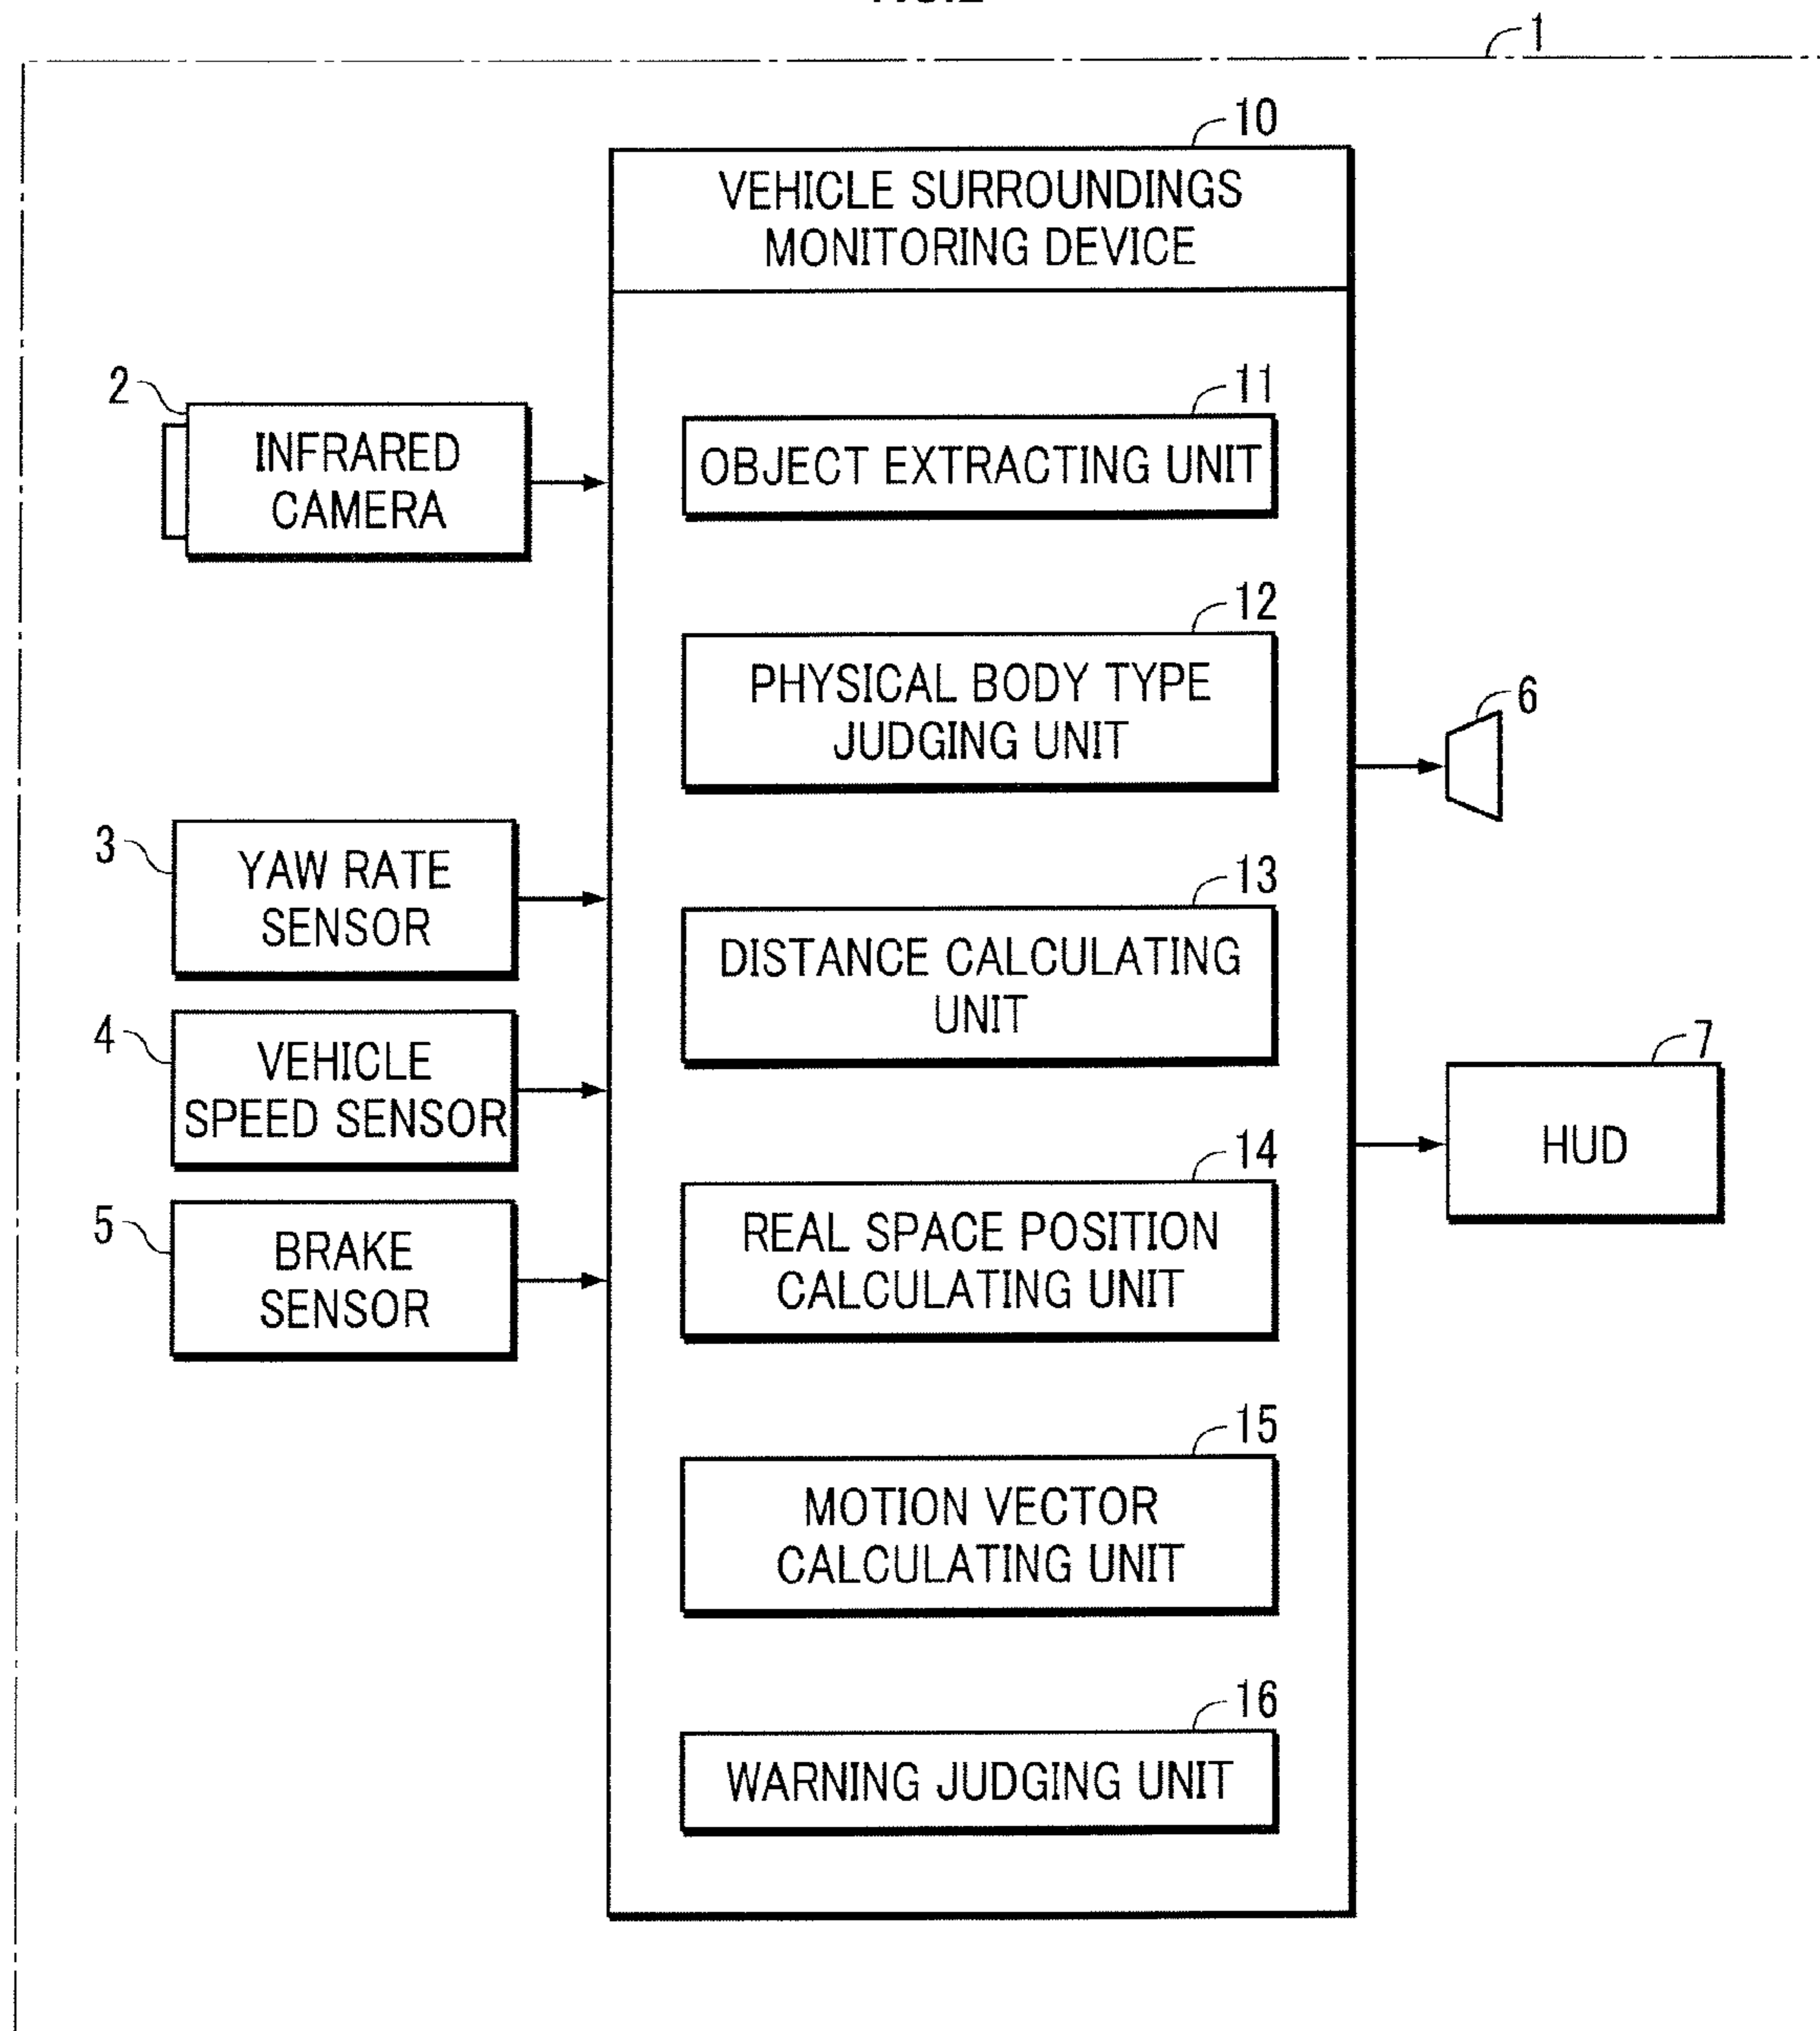 1
10
VEHICLE SURROUNDINGS
MONITORING DEVICE
2
INFRARED
CAMERA
11
OBJECT EXTRACTING UNIT
12
PHYSICAL BODY TYPE
JUDGING UNIT
6
3
YAW RATE
SENSOR
13
DISTANCE CALCULATING
UNIT
4
VEHICLE
SPEED SENSOR
7
HUD
14
REAL SPACE POSITION
CALCULATING UNIT
5
BRAKE
SENSOR
15
MOTION VECTOR
CALCULATING UNIT
16
WARNING JUDGING UNIT